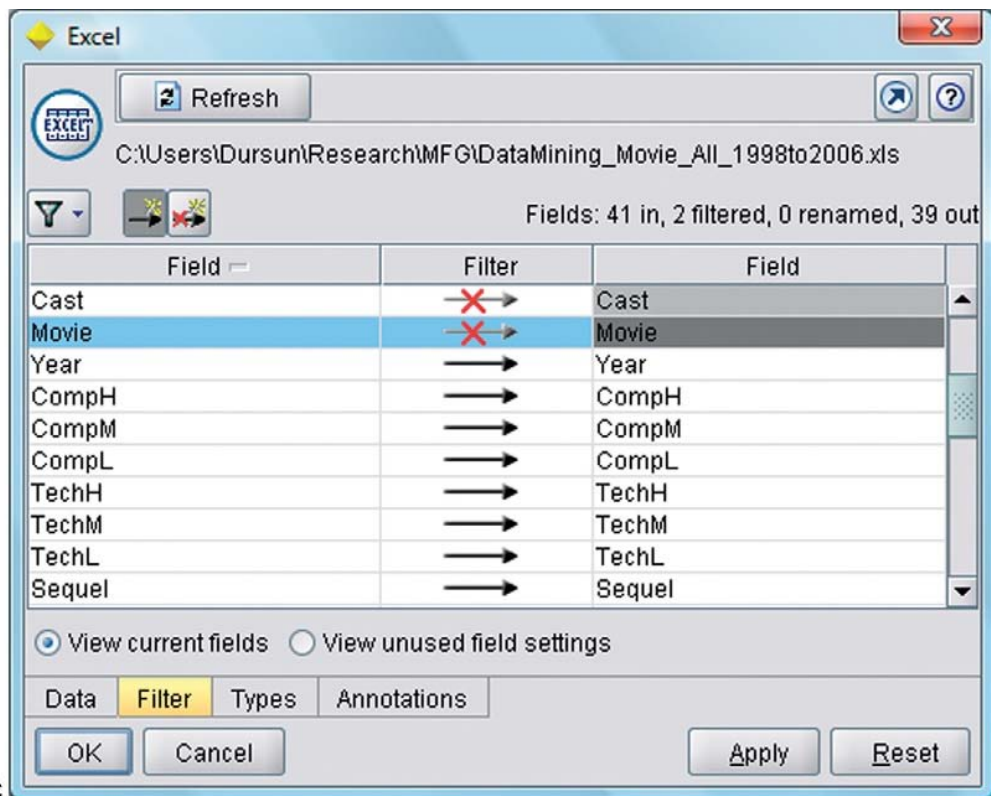 Excel
Refresh
EXCEL
C:\Users\Dursun\Research\MFG\DataMining_Movie_All_1998to2006.xls
Fields: 41 in, 2 filtered, 0 renamed, 39 out
Field Filter Field
Cast Cast
Movie Movie
Year Year
CompH CompH
CompM CompM
CompL CompL
TechH TechH
TechM TechM
TechL TechL
Sequel Sequel
View current fields View unused field settings
Data Filter Types Annotations
OK Cancel Apply Reset